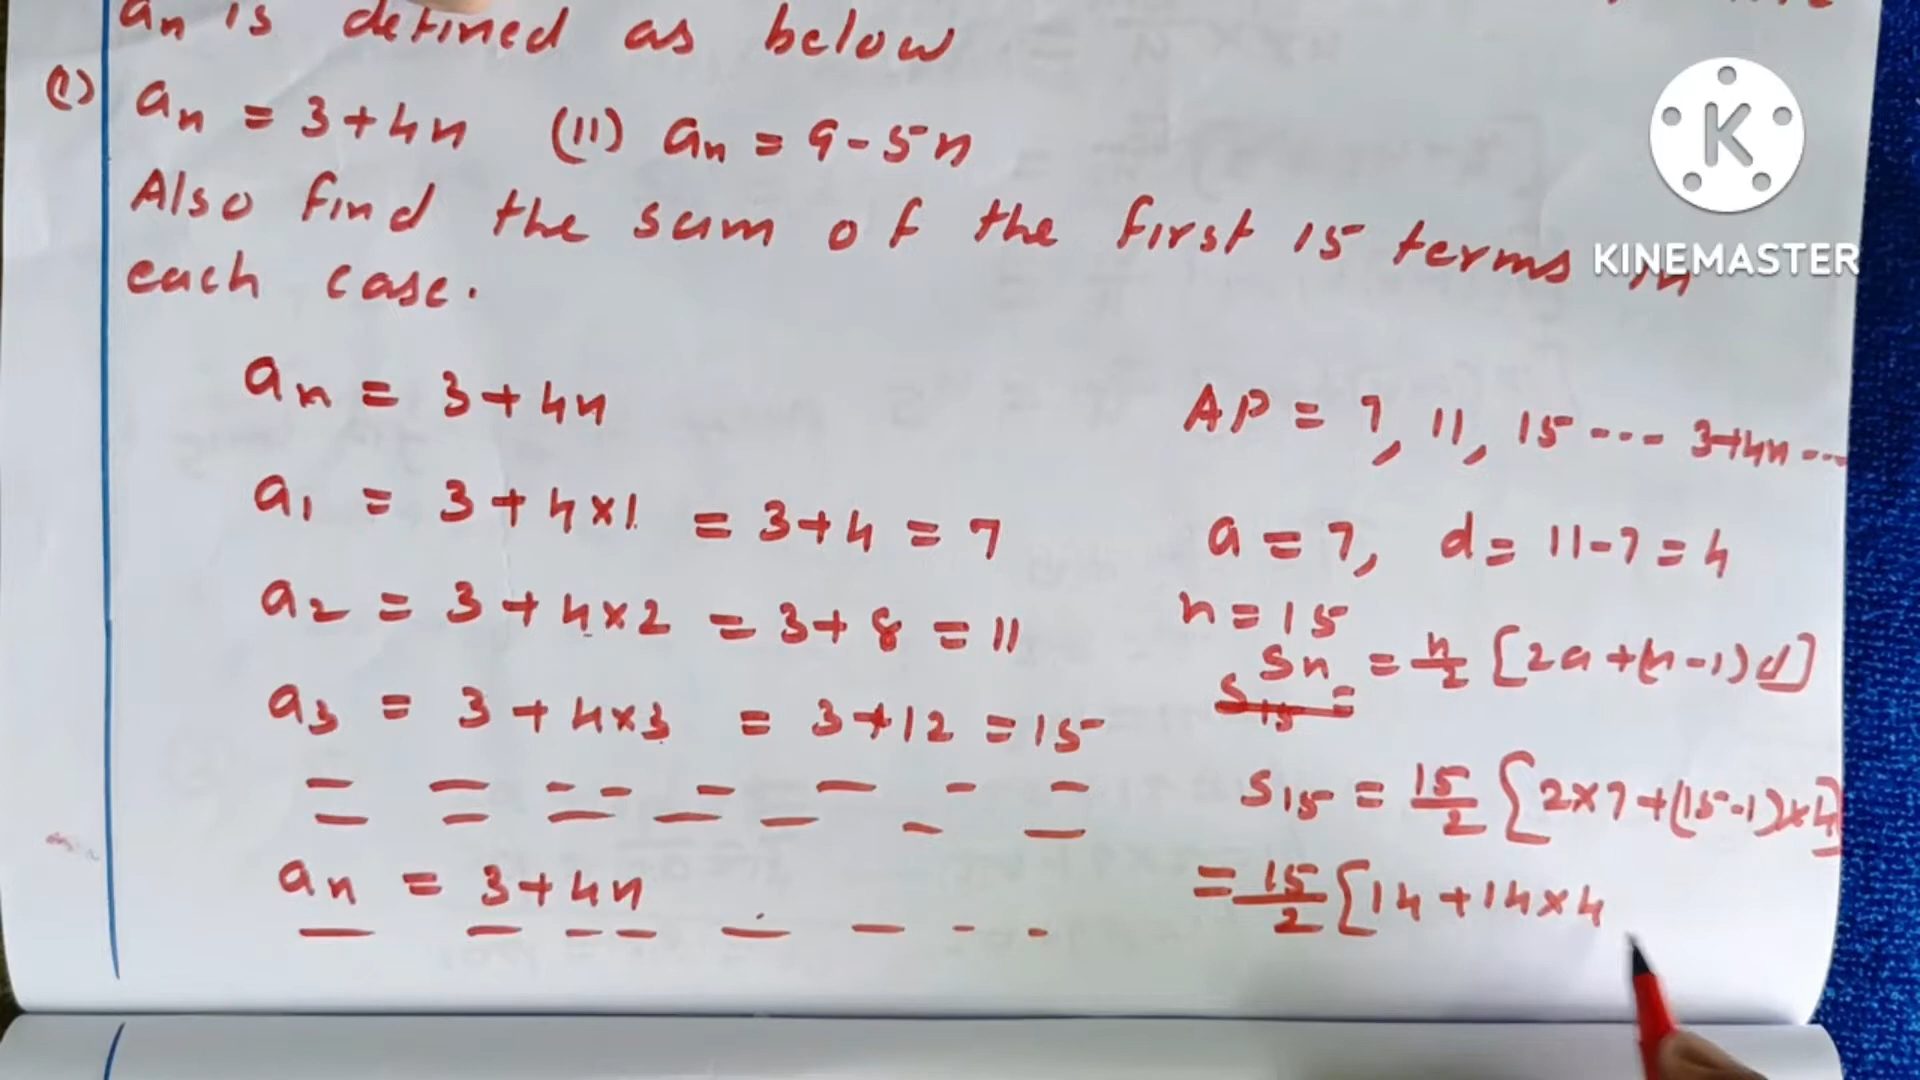 an is defined as below
(1) an = 3+4n (11) an = 9-5n
Also find the sum of the first 15 terms in
each case.
an = 3+4n
a1 = 3+4×1 = 3+4 = 7
a2 = 3+4×2 = 3+8 = 11
a3 = 3+4×3 = 3+12 = 15
an = 3+4n
AP = 7, 11, 15 --- 3+4n ---
a = 7, d = 11-7 = 4
n = 15
Sn = n/2 [2a+(n-1)d]
S15 =
S15 = 15/2 [2×7+(15-1)×4]
= 15/2 [14+14×4
K
KINEMASTER